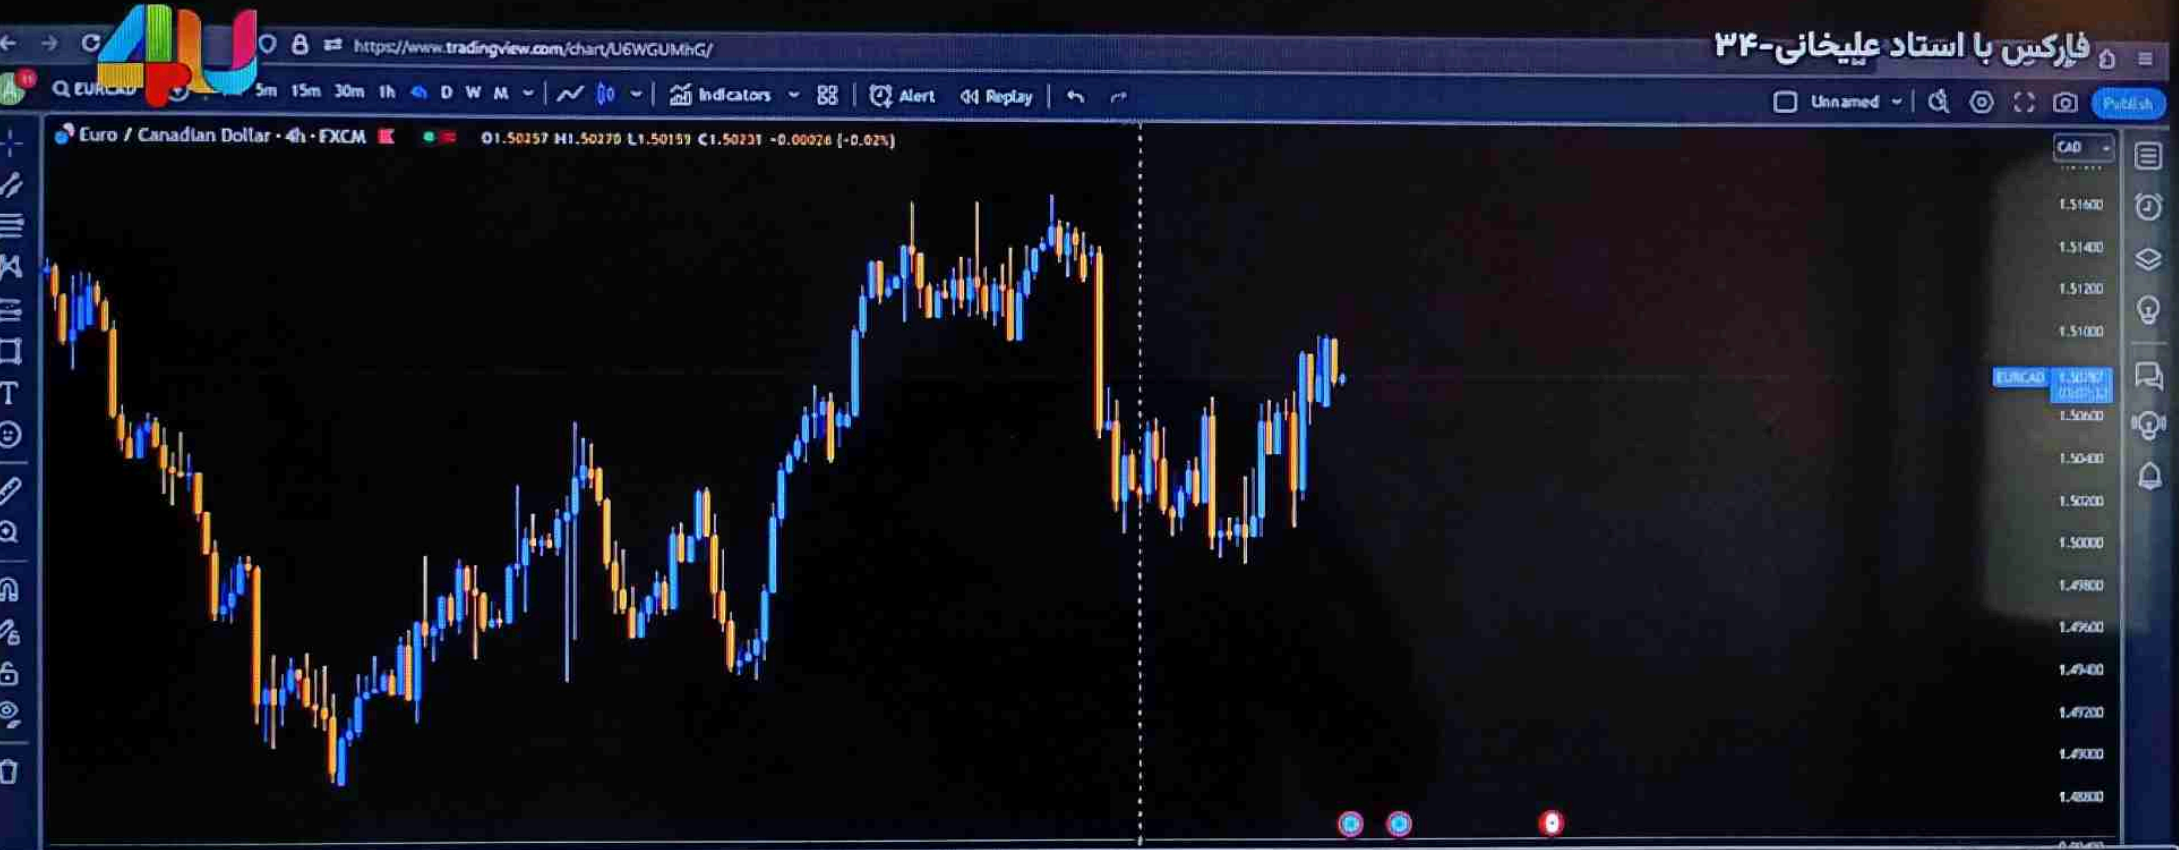 4U
https://www.tradingview.com/chart/U6WGUMhG/
فارکس با استاد علیخانی-۳۴
5m 15m 30m 1h D W M Indicators Alert Replay Unnamed Publish
Euro / Canadian Dollar · 4h · FXCM O1.50257 H1.50270 L1.50159 C1.50231 -0.00026 (-0.02%)
CAD
1.51600
1.51400
1.51200
1.51000
EURCAD
1.50600
1.50400
1.50200
1.50000
1.49800
1.49600
1.49400
1.49200
1.49000
1.48800